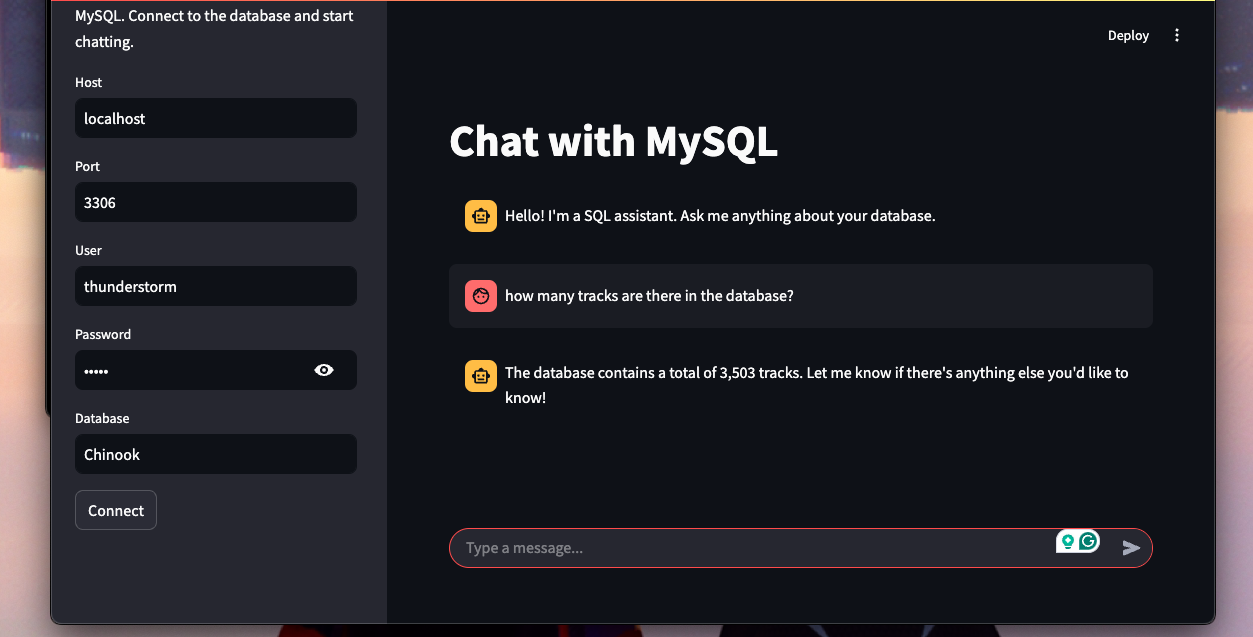 MySQL. Connect to the database and start
chatting.
Host
localhost
Port
3306
User
thunderstorm
Password
•••••
Database
Chinook
Connect
Deploy
Chat with MySQL
Hello! I'm a SQL assistant. Ask me anything about your database.
how many tracks are there in the database?
The database contains a total of 3,503 tracks. Let me know if there's anything else you'd like to
know!
Type a message...